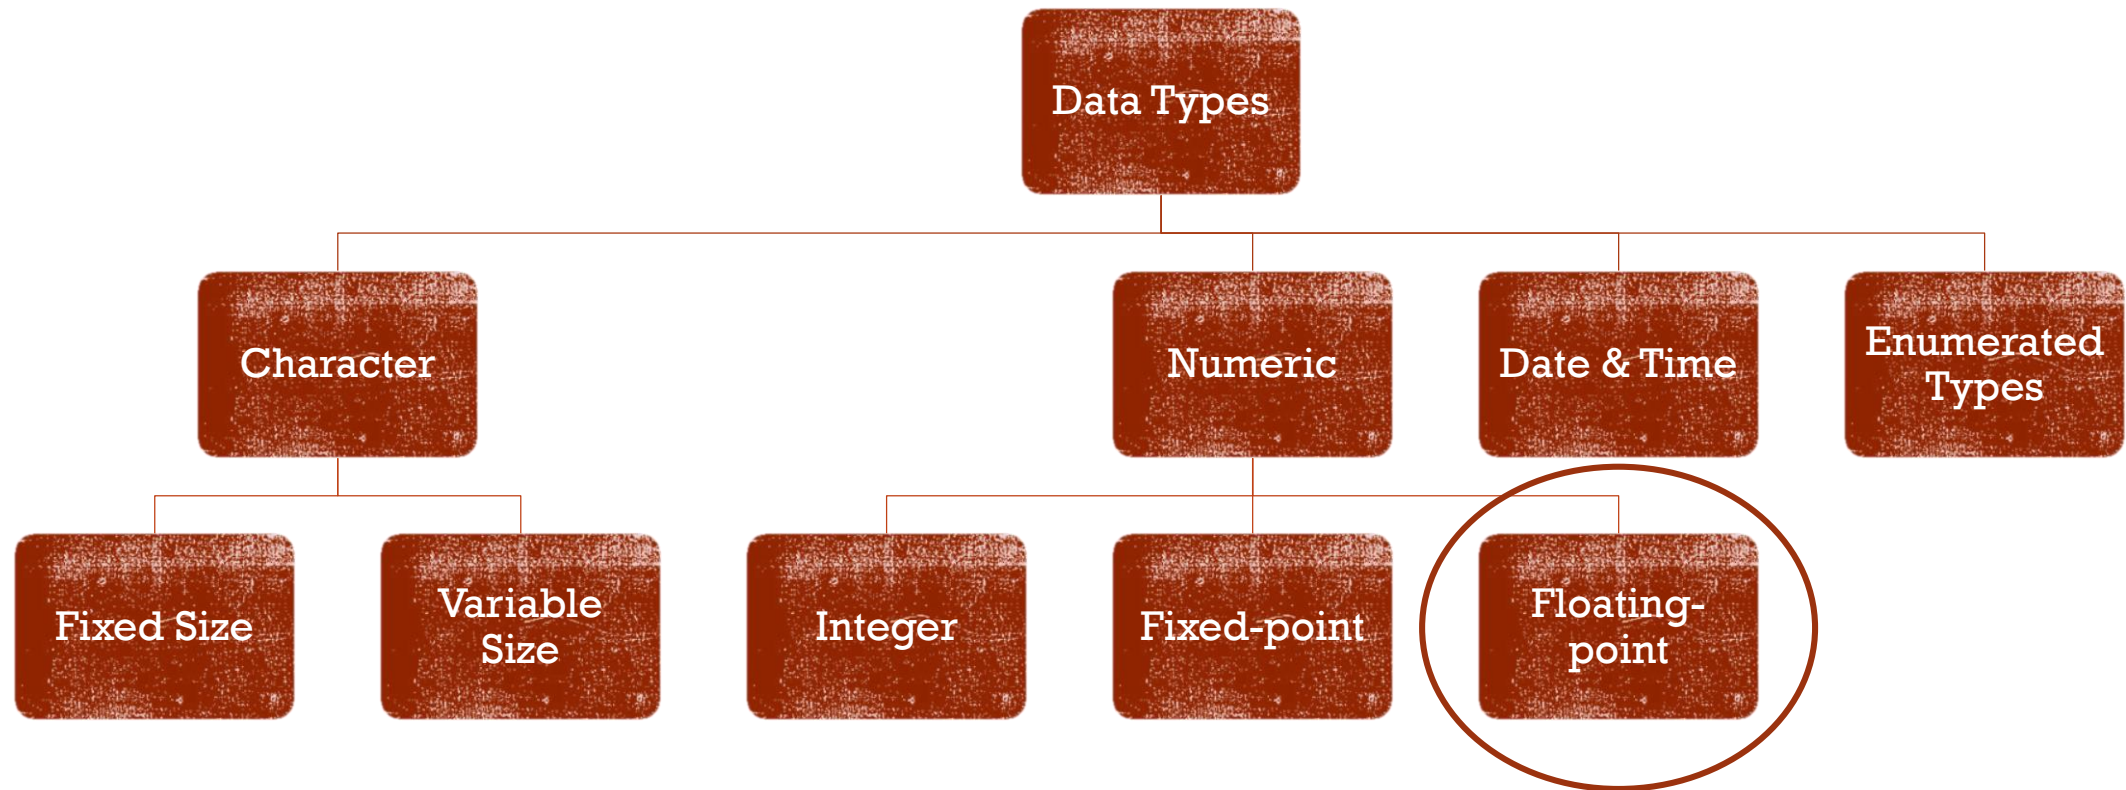 Data Types
Character
Numeric
Date & Time
Enumerated
Types
Fixed Size
Variable
Size
Integer
Fixed-point
Floating-
point